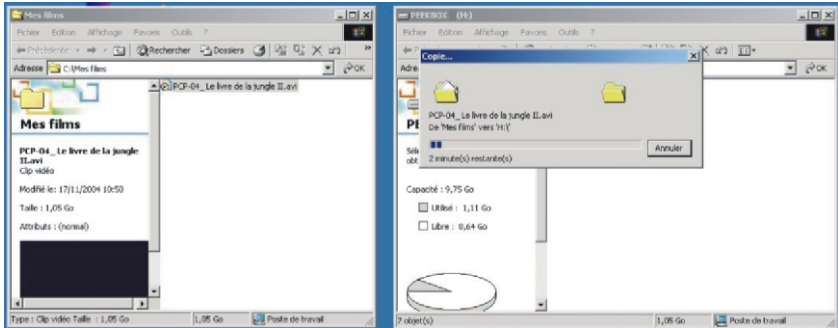 Mes films
Fichier Edition Affichage Favoris Outils ?
Précédente
Rechercher Dossiers
Adresse C:\Mes films
OK
Mes films
PCP-04_ Le livre de la jungle II.avi
Clip vidéo
Modifié le: 17/11/2004 10:58
Taille : 1,05 Go
Attributs : (normal)
PCP-04_ Le livre de la jungle II.avi
Type : Clip vidéo Taille : 1,05 Go
1,05 Go
Poste de travail
PEEKBOX (H:)
Fichier Edition Affichage Favoris Outils ?
OK
Copie...
PCP-04_ Le livre de la jungle II.avi
De 'Mes films' vers 'H:\'
Annuler
2 minute(s) restante(s)
Capacité : 9,75 Go
Utilisé : 1,11 Go
Libre : 8,64 Go
7 objet(s)
1,05 Go
Poste de travail